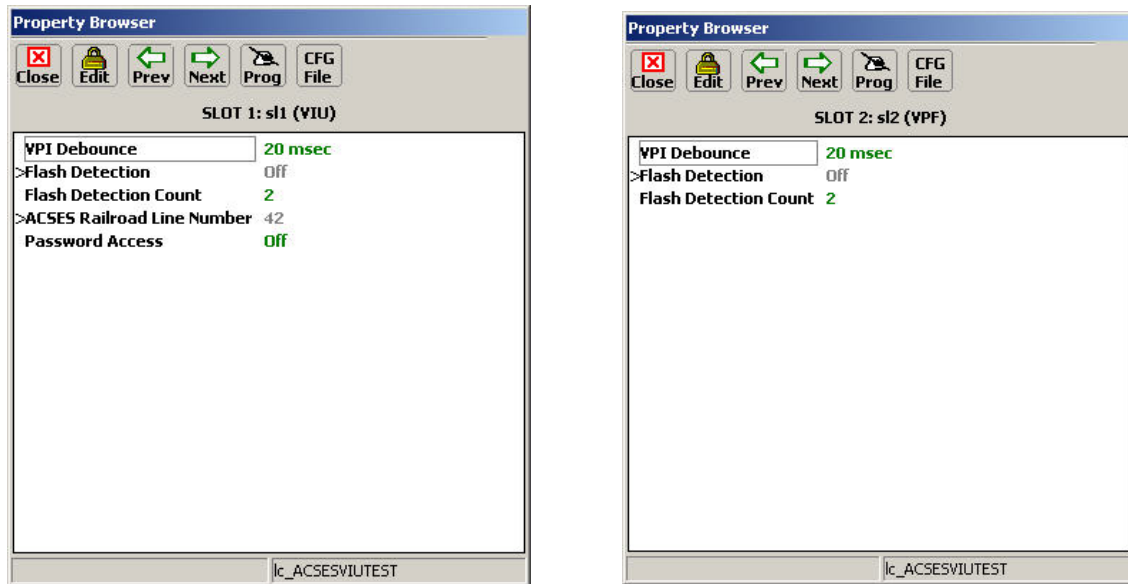 Property Browser
Close Edit Prev Next Prog CFG File
SLOT 1: sl1 (VIU)
VPI Debounce 20 msec
>Flash Detection Off
Flash Detection Count 2
>ACSES Railroad Line Number 42
Password Access Off
lc_ACSESVIUTEST
Property Browser
Close Edit Prev Next Prog CFG File
SLOT 2: sl2 (VPF)
VPI Debounce 20 msec
>Flash Detection Off
Flash Detection Count 2
lc_ACSESVIUTEST